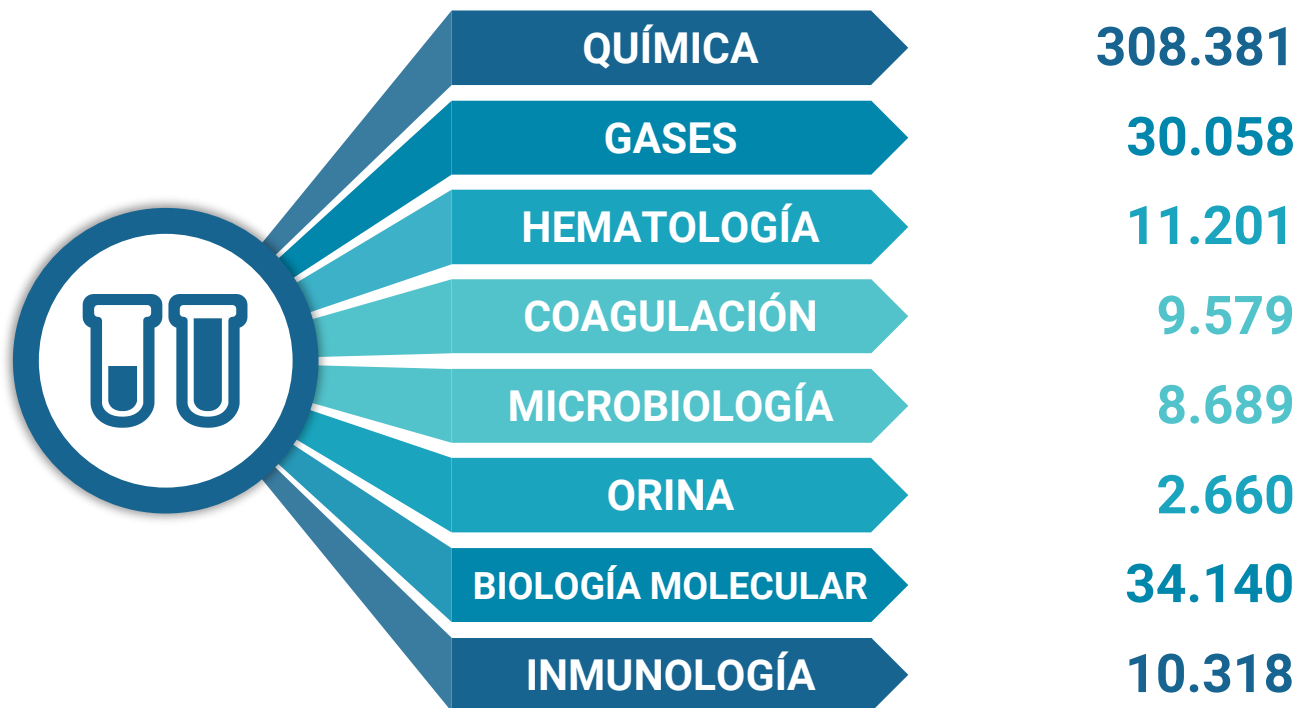 QUÍMICA 308.381
GASES 30.058
HEMATOLOGÍA 11.201
COAGULACIÓN 9.579
MICROBIOLOGÍA 8.689
ORINA 2.660
BIOLOGÍA MOLECULAR 34.140
INMUNOLOGÍA 10.318